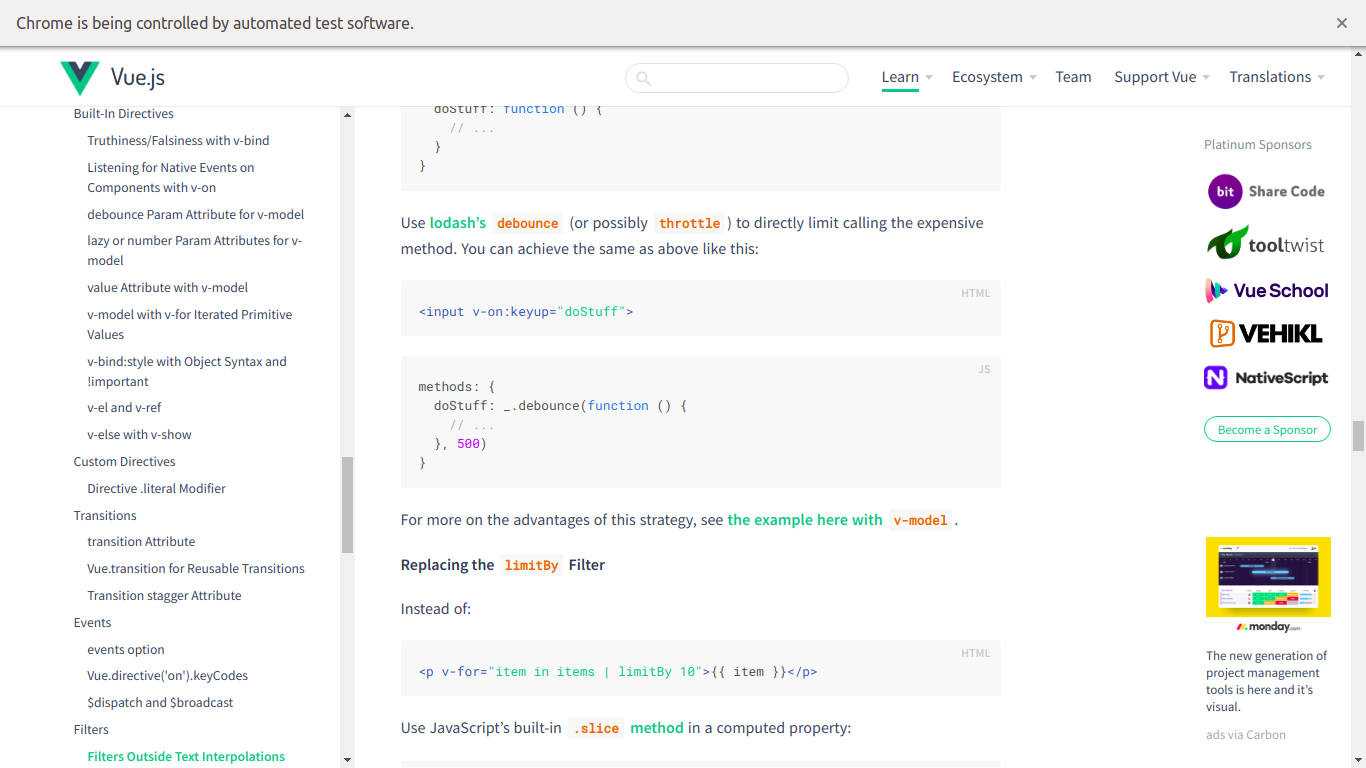 Chrome is being controlled by automated test software.
Vue.js
Learn
Ecosystem
Team
Support Vue
Translations
Built-In Directives
Truthiness/Falsiness with v-bind
Listening for Native Events on
Components with v-on
debounce Param Attribute for v-model
lazy or number Param Attributes for v-
model
value Attribute with v-model
v-model with v-for Iterated Primitive
Values
v-bind:style with Object Syntax and
!important
v-el and v-ref
v-else with v-show
Custom Directives
Directive .literal Modifier
Transitions
transition Attribute
Vue.transition for Reusable Transitions
Transition stagger Attribute
Events
events option
Vue.directive('on').keyCodes
$dispatch and $broadcast
Filters
Filters Outside Text Interpolations
doStuff: function () {
// ...
}
}
Use lodash’s debounce (or possibly throttle) to directly limit calling the expensive
method. You can achieve the same as above like this:
HTML
<input v-on:keyup="doStuff">
JS
methods: {
doStuff: _.debounce(function () {
// ...
}, 500)
}
For more on the advantages of this strategy, see the example here with v-model.
Replacing the limitBy Filter
Instead of:
HTML
<p v-for="item in items | limitBy 10">{{ item }}</p>
Use JavaScript’s built-in .slice method in a computed property:
Platinum Sponsors
bit Share Code
tooltwist
Vue School
VEHIKL
NativeScript
Become a Sponsor
monday.com
The new generation of
project management
tools is here and it’s
visual.
ads via Carbon